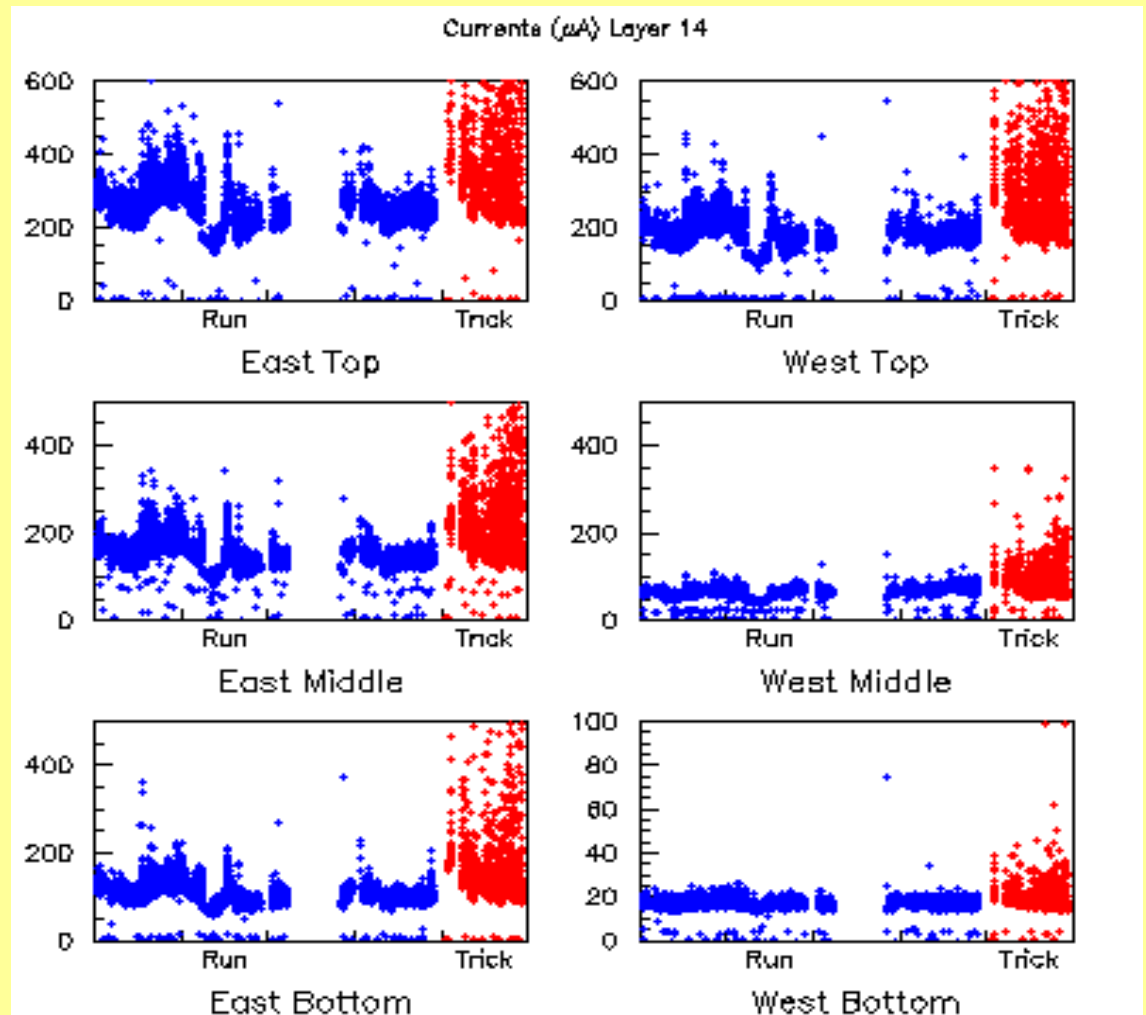 Currents (μA) Layer 14
600
400
200
0
Run Trick
East Top
600
400
200
0
Run Trick
West Top
400
200
0
Run Trick
East Middle
400
200
0
Run Trick
West Middle
400
200
0
Run Trick
East Bottom
100
80
60
40
20
0
Run Trick
West Bottom